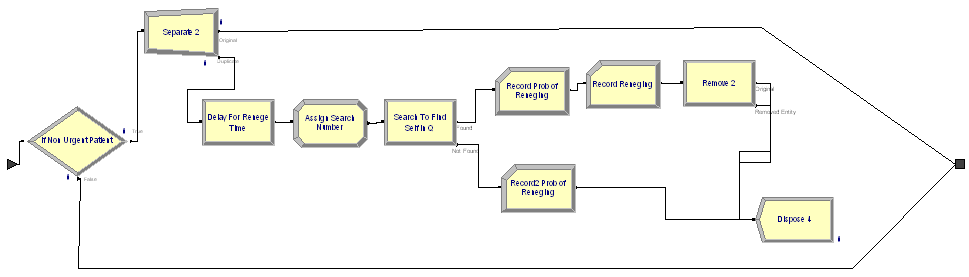 Separate 2
Original
Duplicate
Record Prob of
Reneging
Record Reneging
Remove 2
Original
Removed Entity
Delay For Renege
Time
Assign Search
Number
Search To Find
Self In Q
Found
Not Found
If Non Urgent Patient
True
False
Record2 Prob of
Reneging
Dispose 4